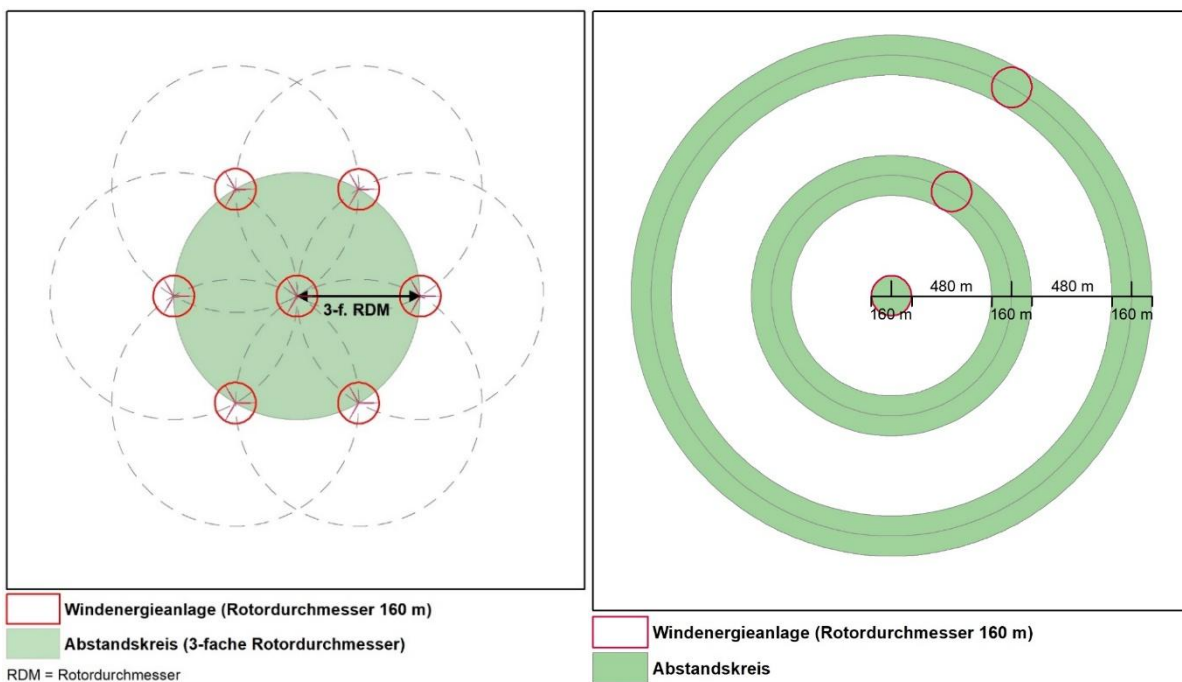 3-f. RDM
Windenergieanlage (Rotordurchmesser 160 m)
Abstandskreis (3-fache Rotordurchmesser)
RDM = Rotordurchmesser
480 m
480 m
160 m
160 m
160 m
Windenergieanlage (Rotordurchmesser 160 m)
Abstandskreis